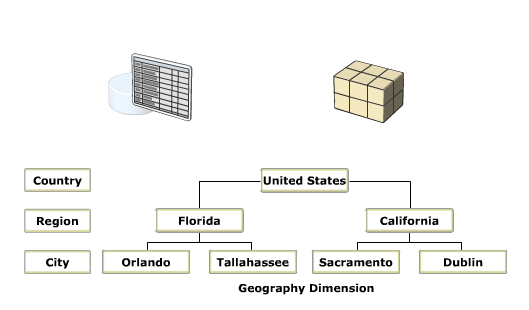 Country
United States
Region
Florida
California
City
Orlando
Tallahassee
Sacramento
Dublin
Geography Dimension